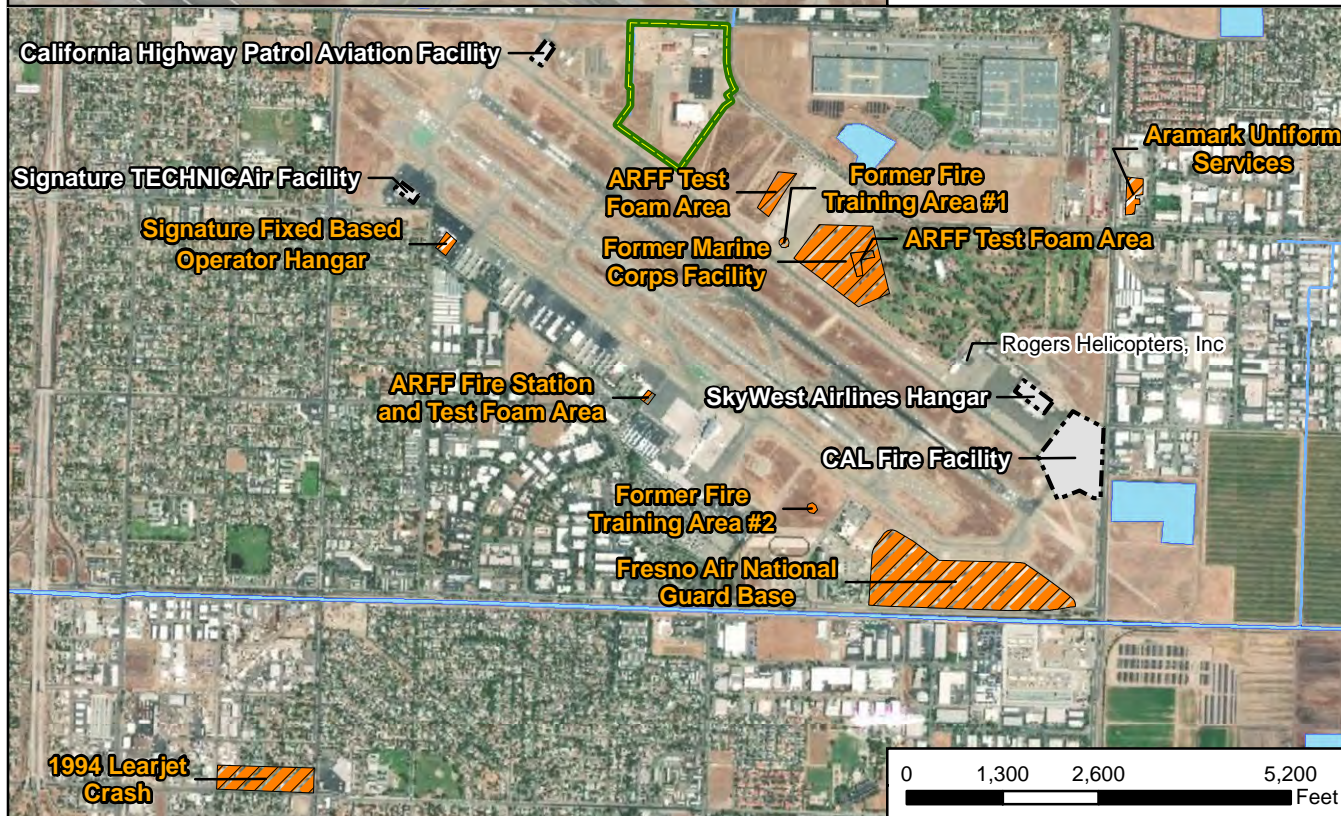 California Highway Patrol Aviation Facility
Aramark Uniform
Services
Signature TECHNICAir Facility
ARFF Test
Foam Area
Former Fire
Training Area #1
Signature Fixed Based
Operator Hangar
Former Marine
Corps Facility
ARFF Test Foam Area
Rogers Helicopters, Inc
ARFF Fire Station
and Test Foam Area
SkyWest Airlines Hangar
CAL Fire Facility
Former Fire
Training Area #2
Fresno Air National
Guard Base
1994 Learjet
Crash
0 1,300 2,600 5,200
Feet